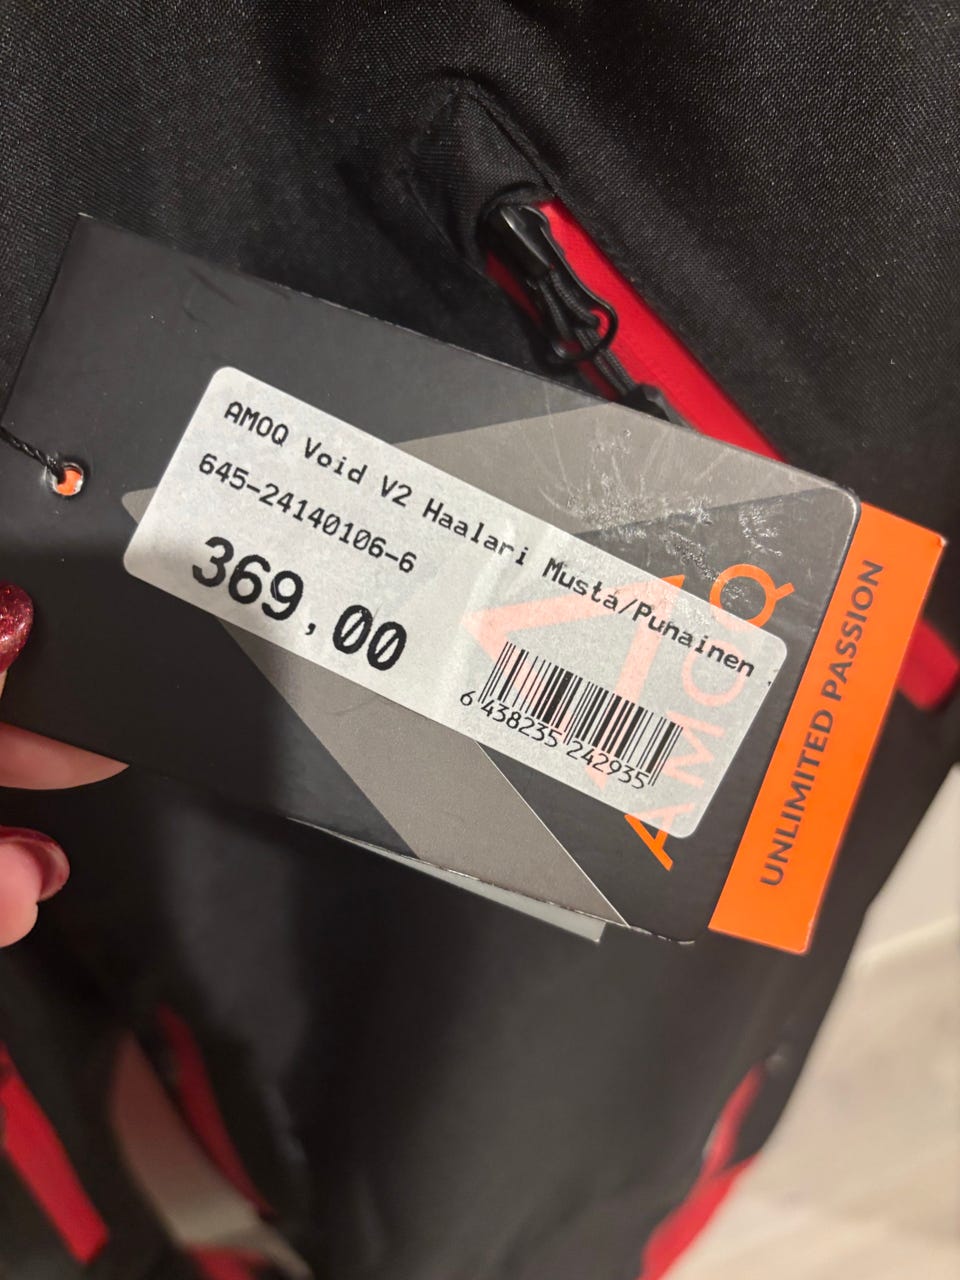 AMOQ Void V2 Haalari Musta/Punainen
645-24140106-6
369,00
6 438235 242935
AMOQ
UNLIMITED PASSION